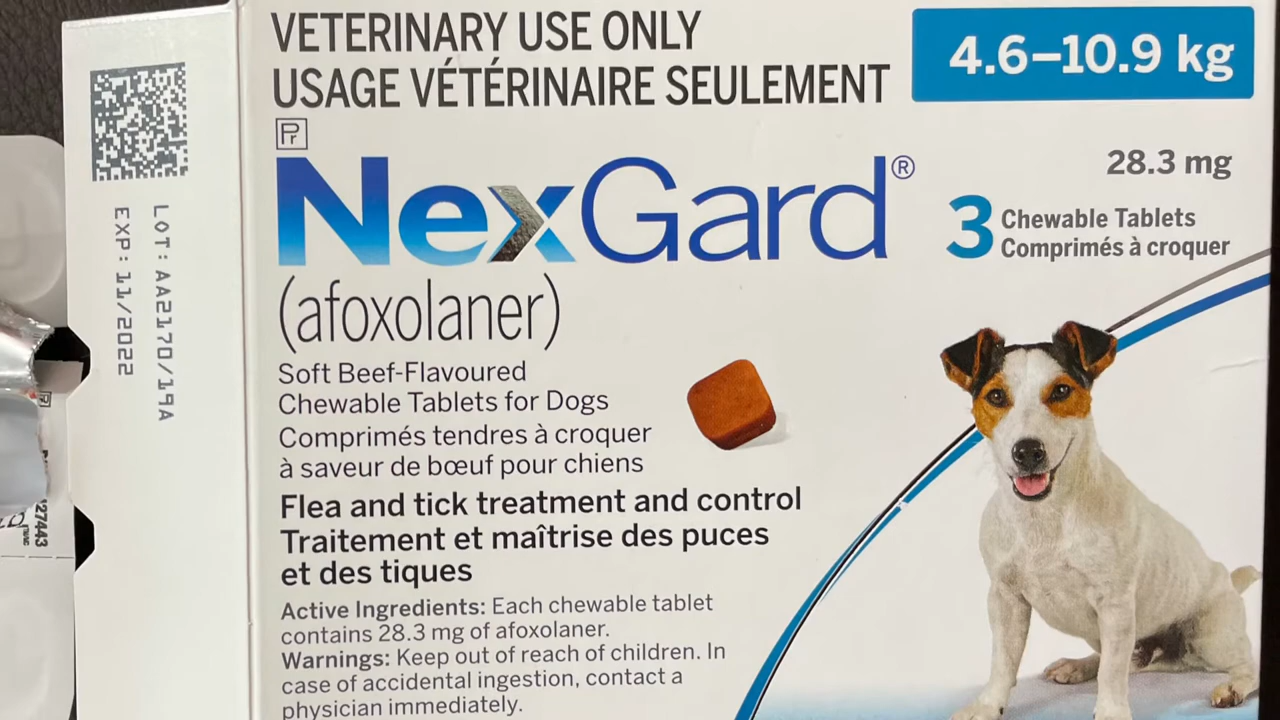 VETERINARY USE ONLY
USAGE VÉTÉRINAIRE SEULEMENT
4.6–10.9 kg
Pr
NexGard®
28.3 mg
3 Chewable Tablets
Comprimés à croquer
(afoxolaner)
Soft Beef-Flavoured
Chewable Tablets for Dogs
Comprimés tendres à croquer
à saveur de bœuf pour chiens
Flea and tick treatment and control
Traitement et maîtrise des puces
et des tiques
Active Ingredients: Each chewable tablet
contains 28.3 mg of afoxolaner.
Warnings: Keep out of reach of children. In
case of accidental ingestion, contact a
physician immediately.
LOT: AA2170/19A
EXP: 11/2022
27443